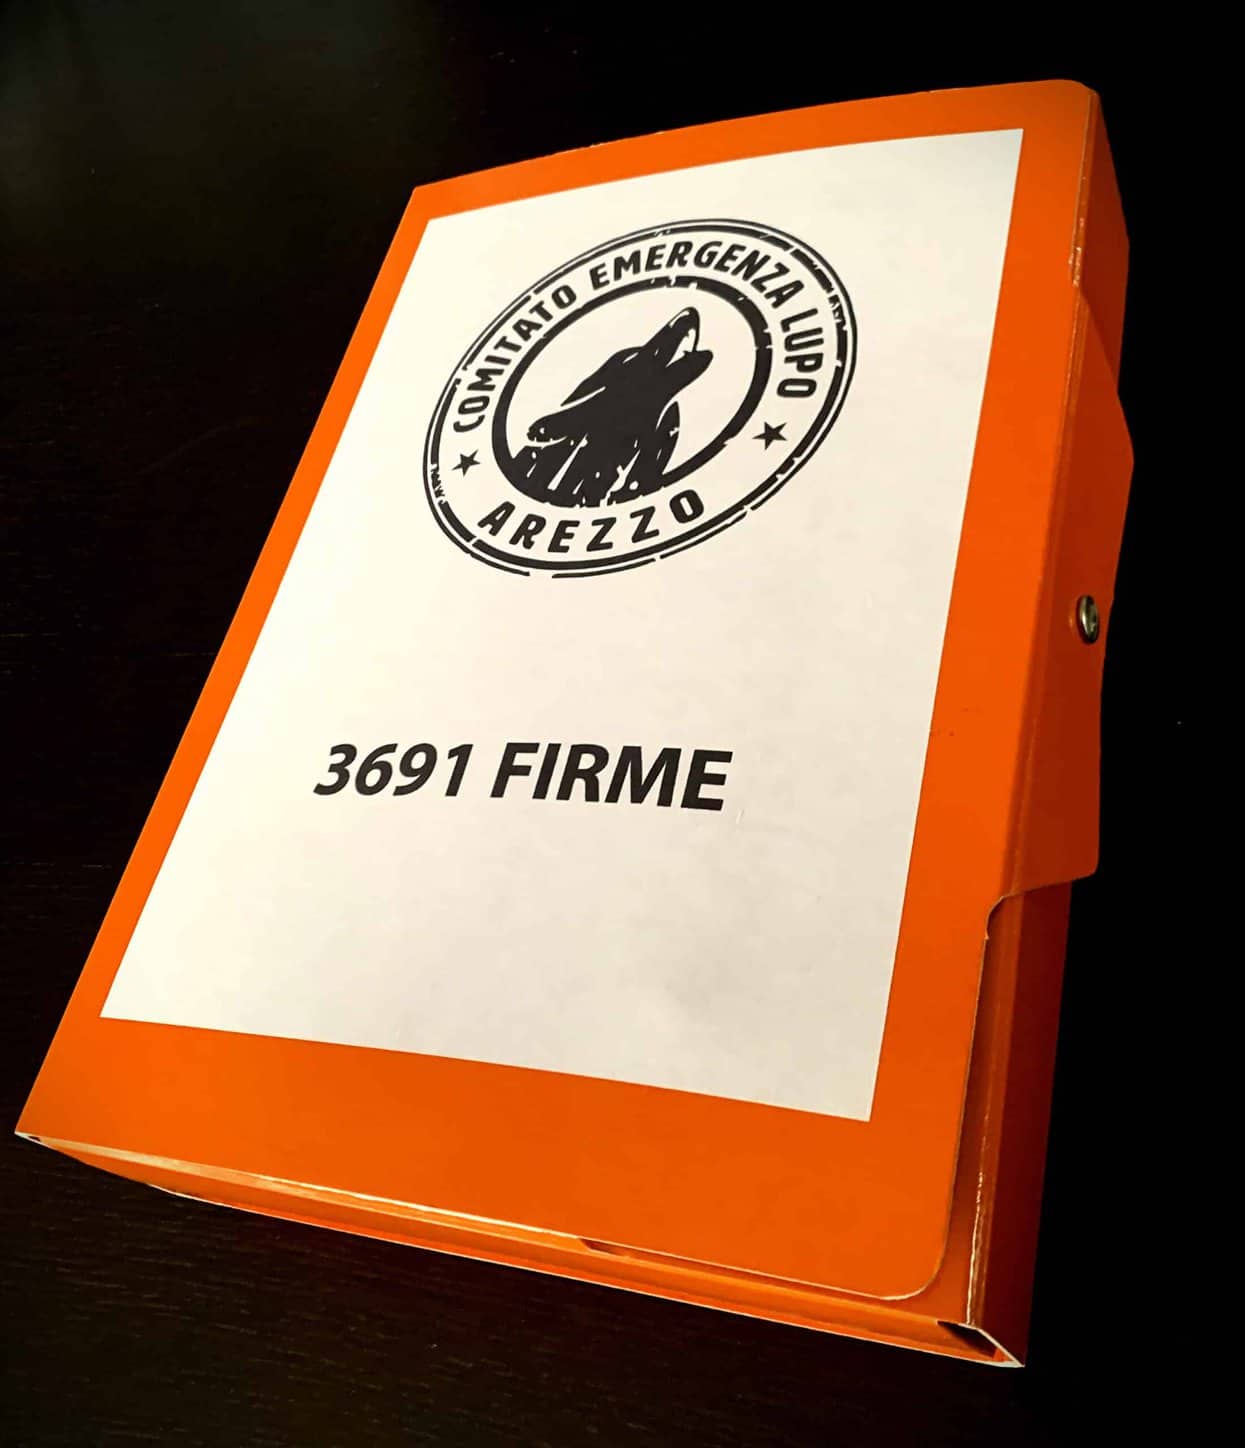 COMITATO EMERGENZA LUPO
AREZZO
3691 FIRME